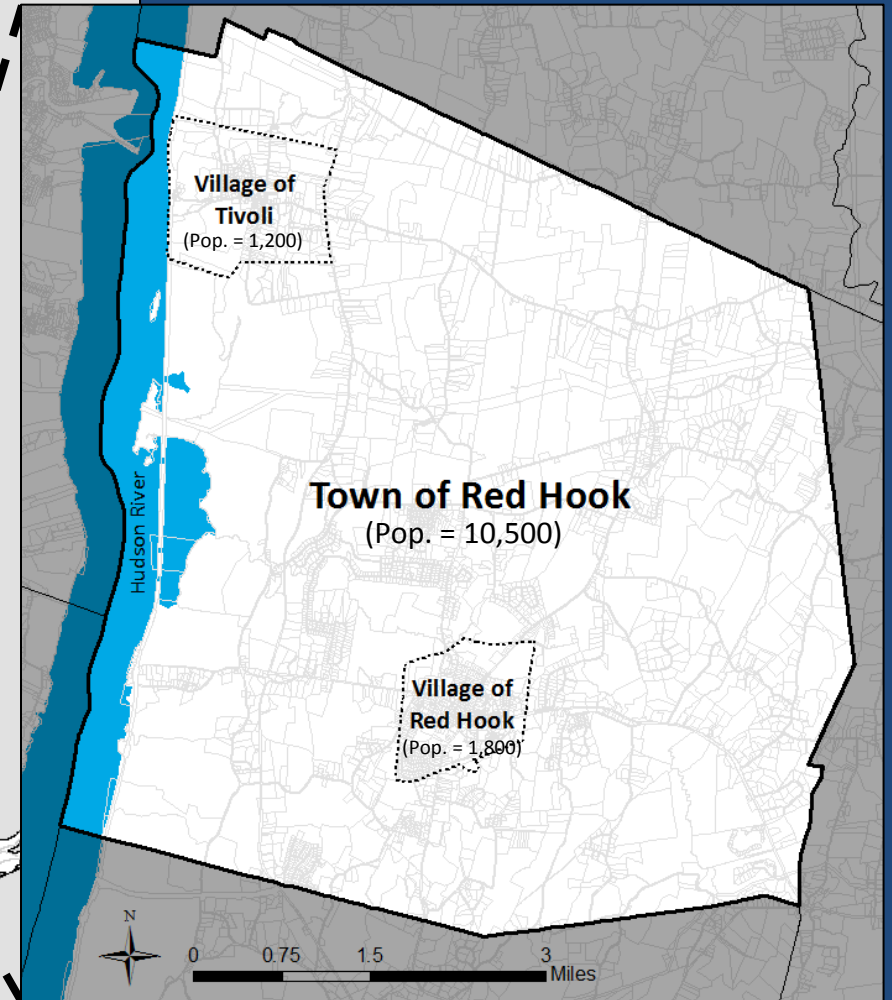 Village of
Tivoli
(Pop. = 1,200)
Town of Red Hook
(Pop. = 10,500)
Hudson River
Village of
Red Hook
(Pop. = 1,800)
N
0 0.75 1.5 3
Miles